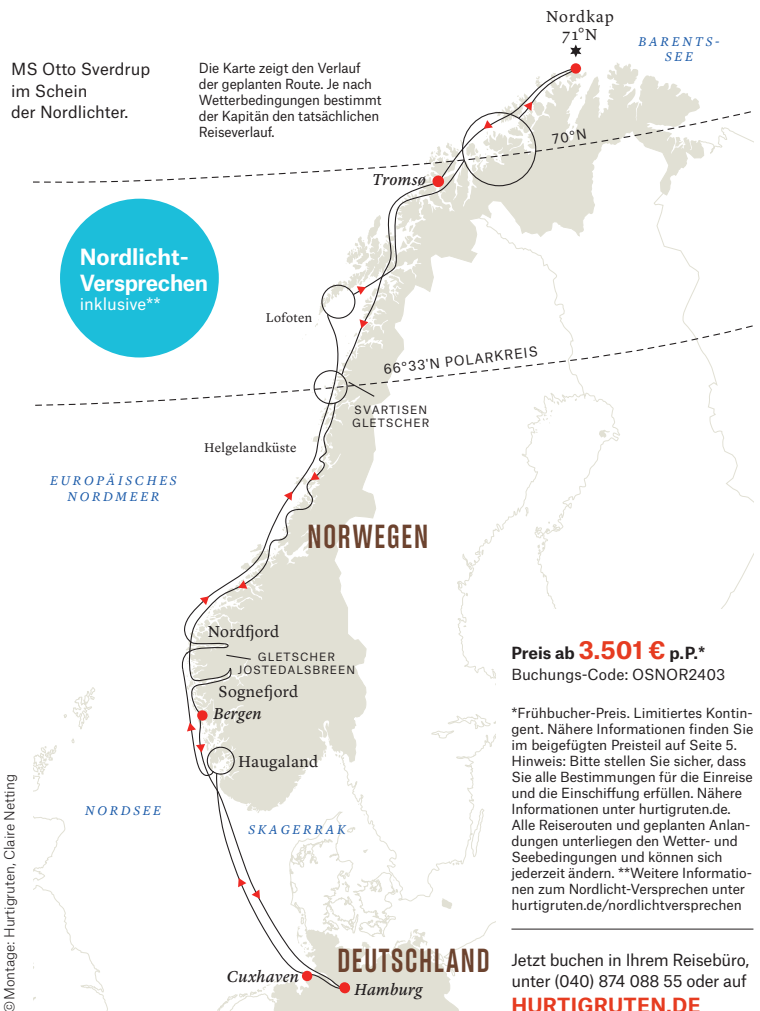 Nordkap
71°N
BARENTS-
SEE
MS Otto Sverdrup
im Schein
der Nordlichter.
Die Karte zeigt den Verlauf
der geplanten Route. Je nach
Wetterbedingungen bestimmt
der Kapitän den tatsächlichen
Reiseverlauf.
70°N
Tromsø
Nordlicht-
Versprechen
inklusive**
Lofoten
66°33'N POLARKREIS
SVARTISEN
GLETSCHER
Helgelandküste
EUROPÄISCHES
NORDMEER
NORWEGEN
Nordfjord
GLETSCHER
JOSTEDALSBREEN
Sognefjord
Bergen
Haugaland
NORDSEE
SKAGERRAK
DEUTSCHLAND
Cuxhaven
Hamburg
Preis ab 3.501 € p.P.*
Buchungs-Code: OSNOR2403
*Frühbucher-Preis. Limitiertes Kontin-
gent. Nähere Informationen finden Sie
im beigefügten Preisteil auf Seite 5.
Hinweis: Bitte stellen Sie sicher, dass
Sie alle Bestimmungen für die Einreise
und die Einschiffung erfüllen. Nähere
Informationen unter hurtigruten.de.
Alle Reiserouten und geplanten Anlan-
dungen unterliegen den Wetter- und
Seebedingungen und können sich
jederzeit ändern. **Weitere Informatio-
nen zum Nordlicht-Versprechen unter
hurtigruten.de/nordlichtversprechen
Jetzt buchen in Ihrem Reisebüro,
unter (040) 874 088 55 oder auf
HURTIGRUTEN.DE
©Montage: Hurtigruten, Claire Netting